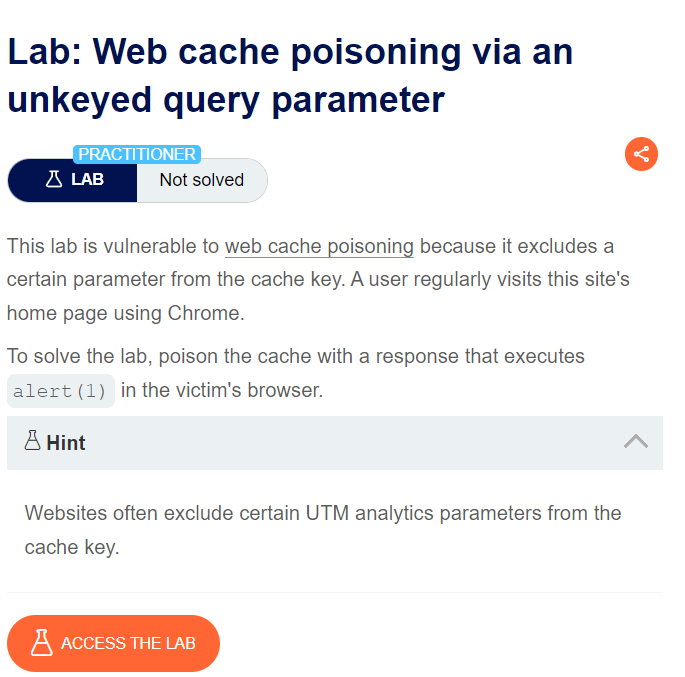 Lab: Web cache poisoning via an
unkeyed query parameter
PRACTITIONER
LAB
Not solved
This lab is vulnerable to web cache poisoning because it excludes a
certain parameter from the cache key. A user regularly visits this site's
home page using Chrome.
To solve the lab, poison the cache with a response that executes
alert(1) in the victim's browser.
Hint
Websites often exclude certain UTM analytics parameters from the
cache key.
ACCESS THE LAB